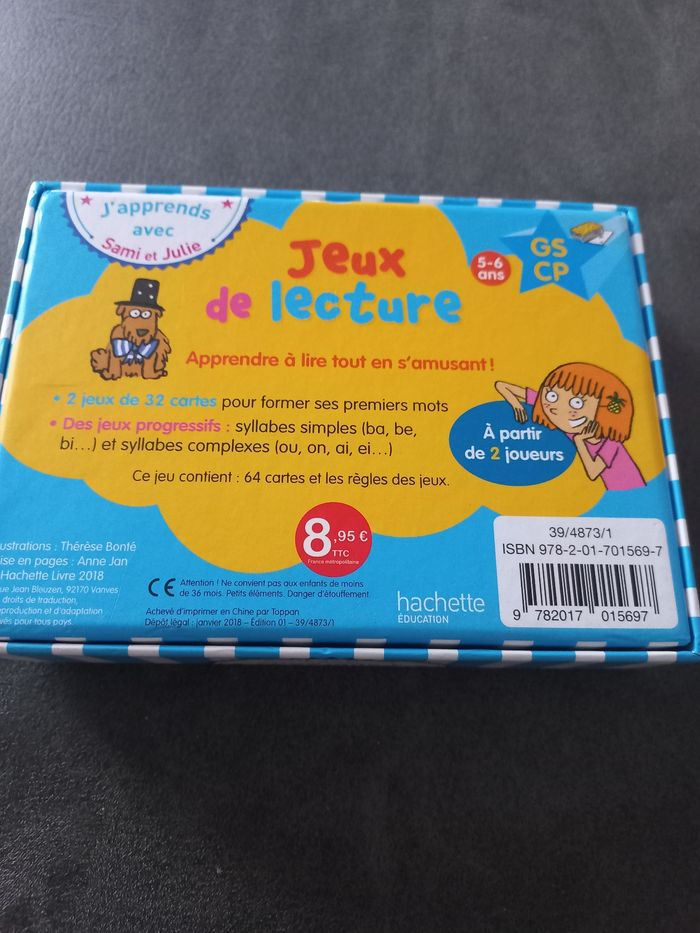 J'apprends
avec
Sami et Julie
Jeux
de lecture
5-6
ans
GS
CP
Apprendre à lire tout en s'amusant !
• 2 jeux de 32 cartes pour former ses premiers mots
• Des jeux progressifs : syllabes simples (ba, be,
bi...) et syllabes complexes (ou, on, ai, ei...)
À partir
de 2 joueurs
Ce jeu contient : 64 cartes et les règles des jeux.
8,95 €
TTC
France métropolitaine
: Thérèse Bonté
en pages : Anne Jan
Hachette Livre 2018
Jean Bleuzen, 92170 Vanves
droits de traduction,
et d'adaptation
pour tous pays.
CE Attention ! Ne convient pas aux enfants de moins
de 36 mois. Petits éléments. Danger d'étouffement.
Achevé d'imprimer en Chine par Toppan
Dépôt légal : janvier 2018 - Édition 01 - 39/4873/1
hachette
ÉDUCATION
39/4873/1
ISBN 978-2-01-701569-7
9 782017 015697